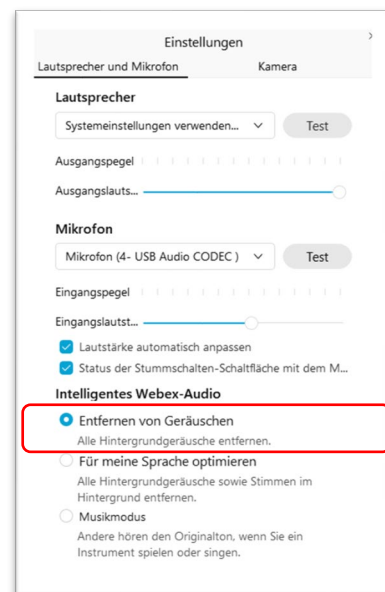 Einstellungen
Lautsprecher und Mikrofon Kamera
Lautsprecher
Systemeinstellungen verwenden... Test
Ausgangspegel
Ausgangslauts...
Mikrofon
Mikrofon (4- USB Audio CODEC ) Test
Eingangspegel
Eingangslautst...
Lautstärke automatisch anpassen
Status der Stummschalten-Schaltfläche mit dem M...
Intelligentes Webex-Audio
Entfernen von Geräuschen
Alle Hintergrundgeräusche entfernen.
Für meine Sprache optimieren
Alle Hintergrundgeräusche sowie Stimmen im
Hintergrund entfernen.
Musikmodus
Andere hören den Originalton, wenn Sie ein
Instrument spielen oder singen.